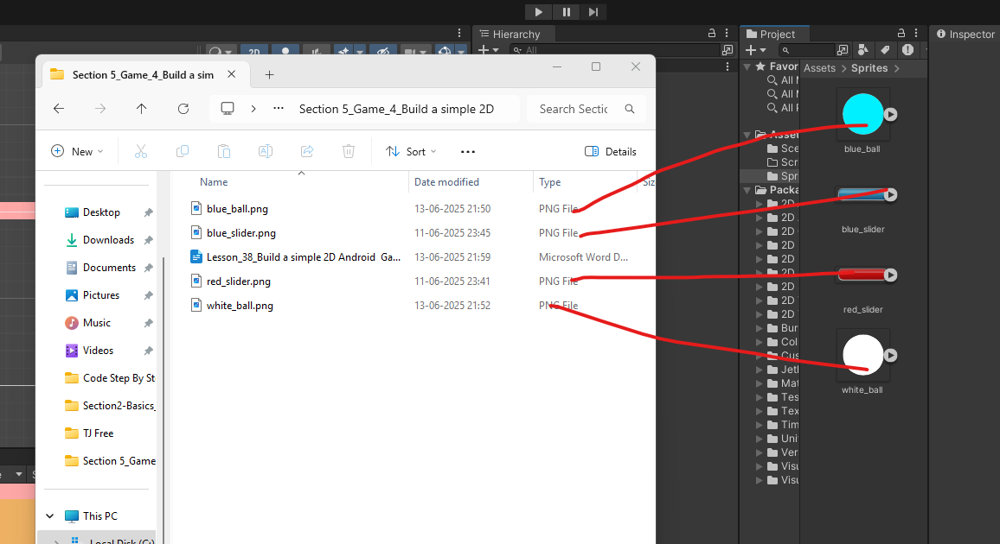 Hierarchy
Project
Inspector
2D
All
Section 5_Game_4_Build a sim
Favor
Assets
Sprites
All
All
All
Section 5_Game_4_Build a simple 2D
Search Sectic
New
Sort
Details
Asset
Sce
Scr
Spr
Packa
blue_ball
Name
Date modified
Type
Siz
Desktop
Downloads
Documents
Pictures
Music
Videos
Code Step By St
Section2-Basics_
TJ Free
Section 5_Game
This PC
Local Disk (C:)
blue_ball.png 13-06-2025 21:50 PNG File
blue_slider.png 11-06-2025 23:45 PNG File
Lesson_38_Build a simple 2D Android Ga... 13-06-2025 21:59 Microsoft Word D...
red_slider.png 11-06-2025 23:41 PNG File
white_ball.png 13-06-2025 21:52 PNG File
2D
2D
2D
2D
2D
2D
2D
2D
2D
Bur
Col
Cus
Jetl
Mat
Tes
Tex
Tim
Uni
Ver
Visu
Visu
blue_slider
red_slider
white_ball